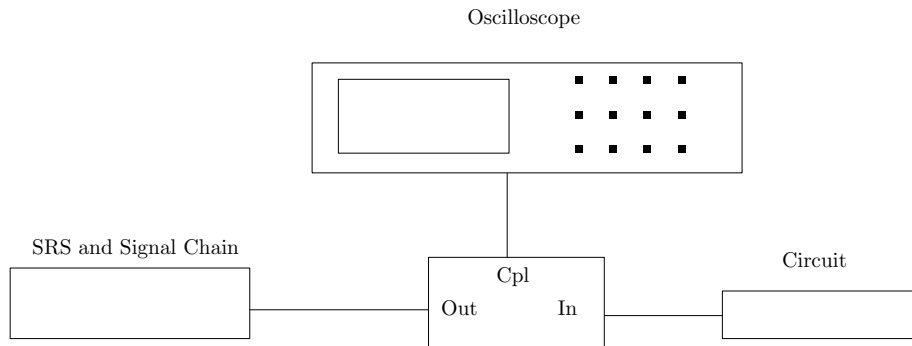 Oscilloscope
SRS and Signal Chain
Circuit
Cpl
Out
In